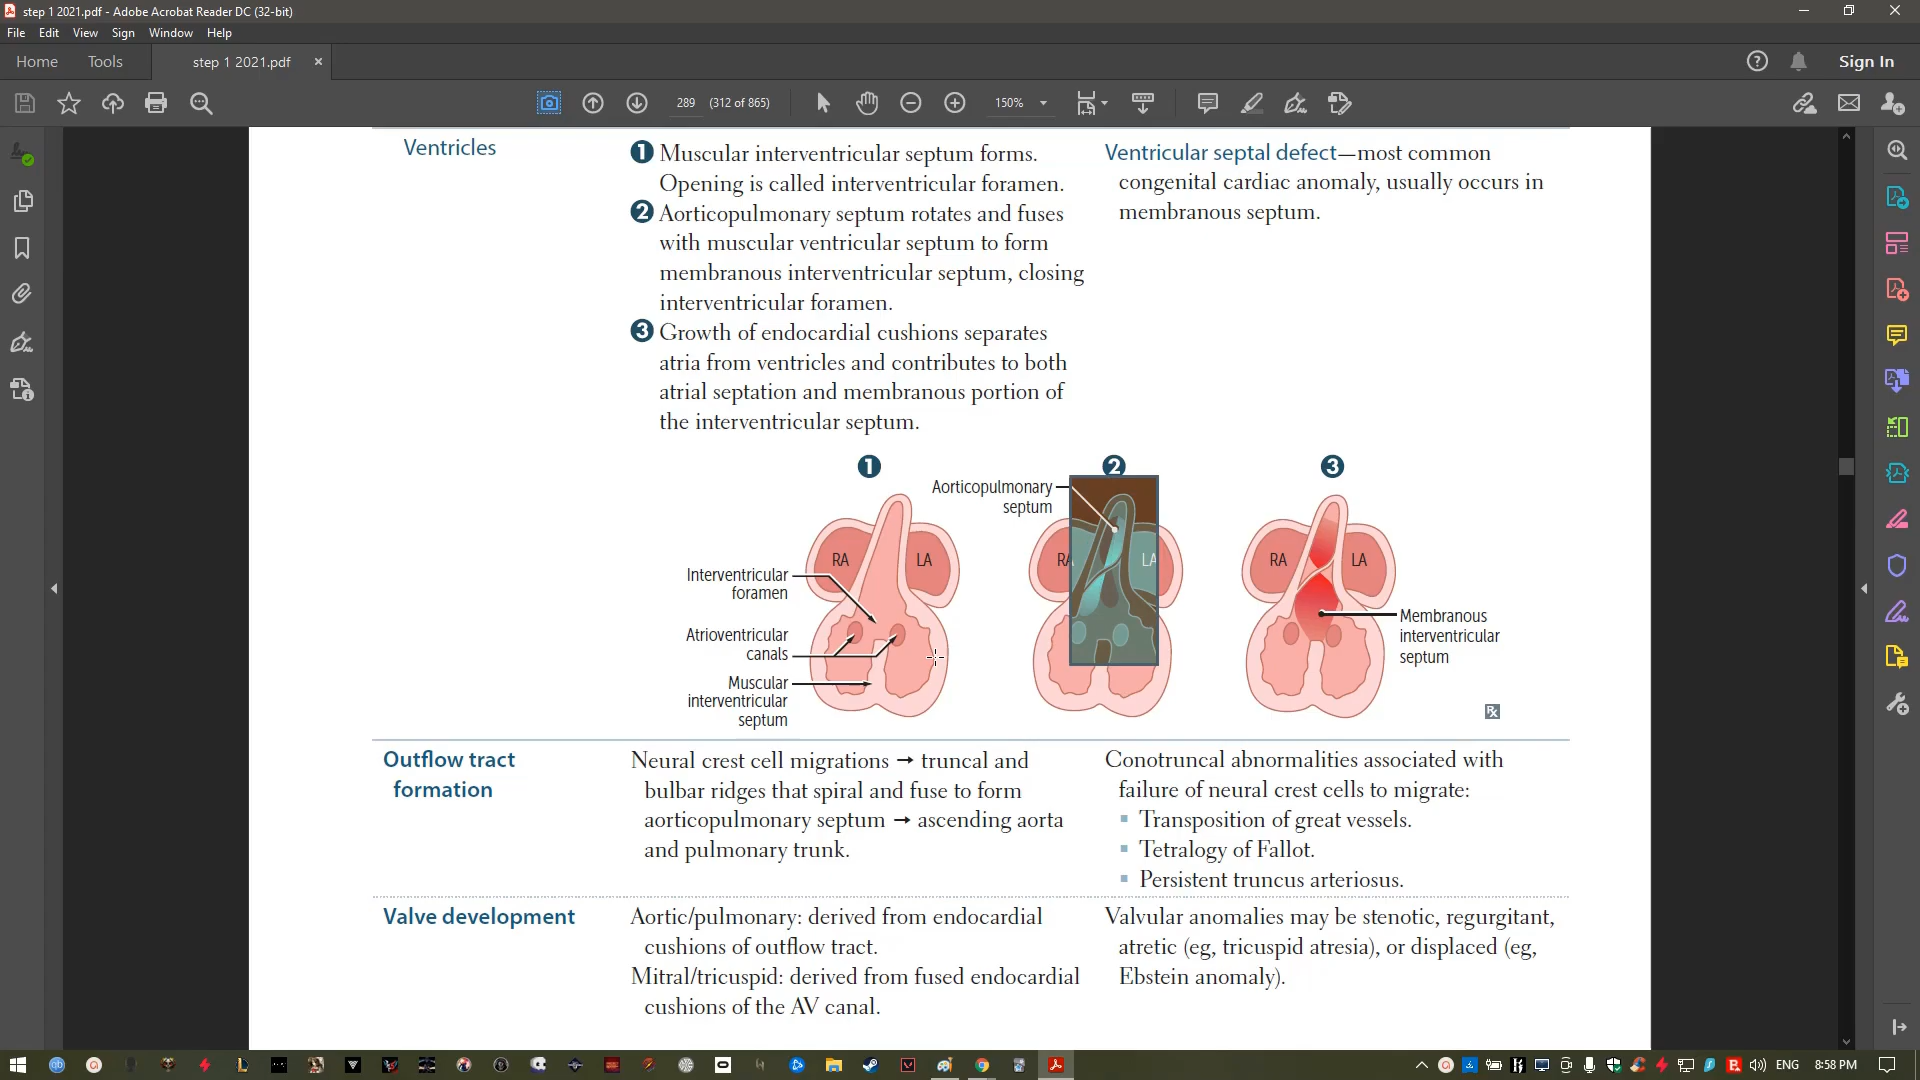 step 1 2021.pdf - Adobe Acrobat Reader DC (32-bit)
File Edit View Sign Window Help
Home Tools step 1 2021.pdf × Sign In
289 (312 of 865) 150%
Ventricles
❶ Muscular interventricular septum forms.
Opening is called interventricular foramen.
❷ Aorticopulmonary septum rotates and fuses
with muscular ventricular septum to form
membranous interventricular septum, closing
interventricular foramen.
❸ Growth of endocardial cushions separates
atria from ventricles and contributes to both
atrial septation and membranous portion of
the interventricular septum.
Ventricular septal defect—most common
congenital cardiac anomaly, usually occurs in
membranous septum.
❶ ❷ ❸
Aorticopulmonary
septum
RA LA
RA LA
RA LA
Interventricular
foramen
Atrioventricular
canals
Muscular
interventricular
septum
Membranous
interventricular
septum
Rx
Outflow tract
formation
Neural crest cell migrations → truncal and
bulbar ridges that spiral and fuse to form
aorticopulmonary septum → ascending aorta
and pulmonary trunk.
Conotruncal abnormalities associated with
failure of neural crest cells to migrate:
▪ Transposition of great vessels.
▪ Tetralogy of Fallot.
▪ Persistent truncus arteriosus.
Valve development
Aortic/pulmonary: derived from endocardial
cushions of outflow tract.
Mitral/tricuspid: derived from fused endocardial
cushions of the AV canal.
Valvular anomalies may be stenotic, regurgitant,
atretic (eg, tricuspid atresia), or displaced (eg,
Ebstein anomaly).
ENG 8:58 PM